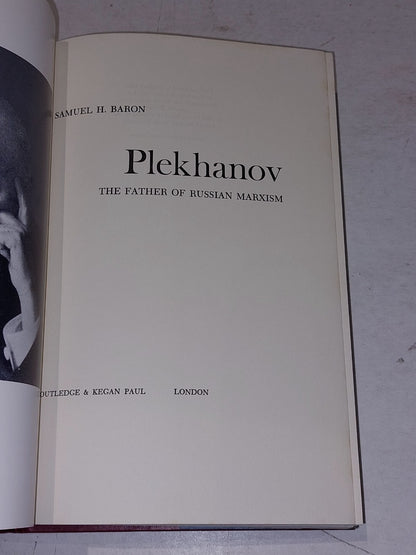 SAMUEL H. BARON
Plekhanov
THE FATHER OF RUSSIAN MARXISM
OUTLEDGE & KEGAN PAUL LONDON